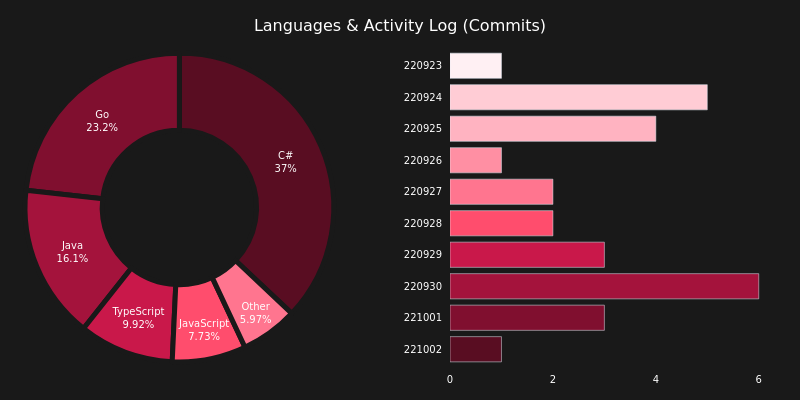 Languages & Activity Log (Commits)
C#
37%
Go
23.2%
Java
16.1%
TypeScript
9.92%
JavaScript
7.73%
Other
5.97%
220923
220924
220925
220926
220927
220928
220929
220930
221001
221002
0 2 4 6